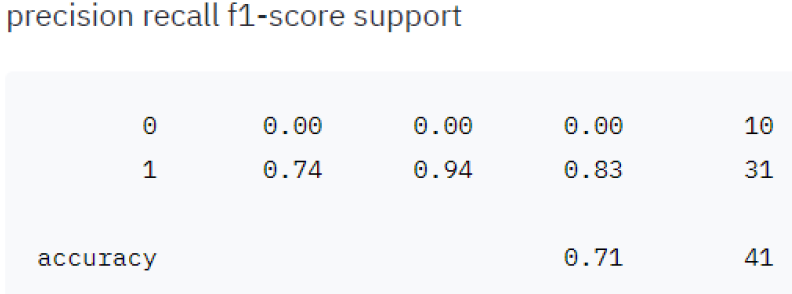 precision recall f1-score support
0 0.00 0.00 0.00 10
1 0.74 0.94 0.83 31
accuracy 0.71 41